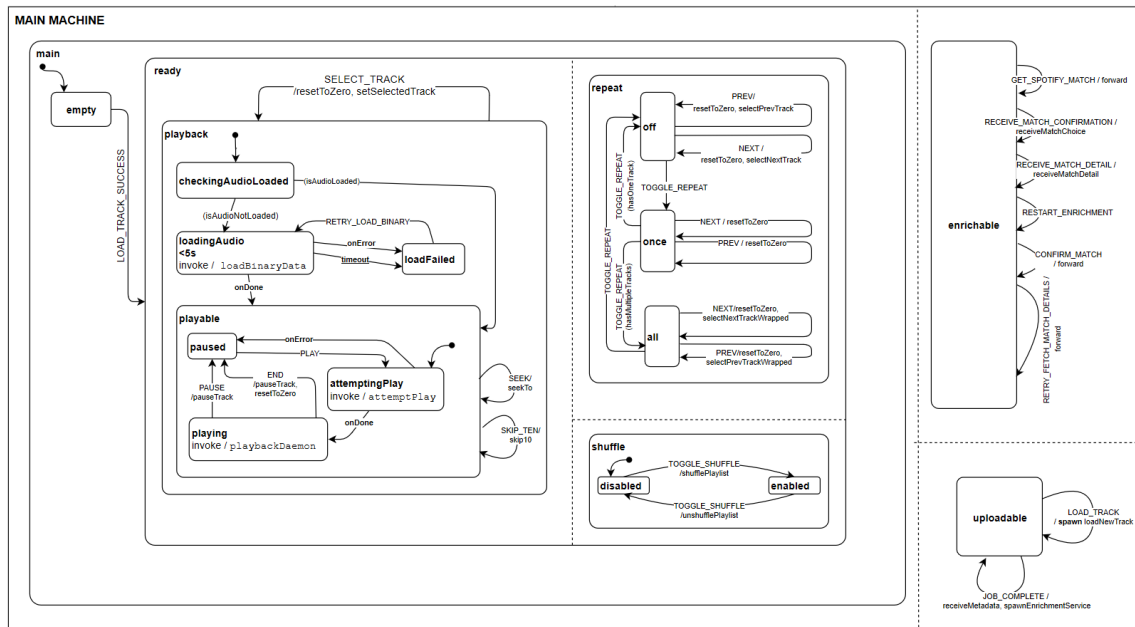 MAIN MACHINE
main
empty
LOAD_TRACK_SUCCESS
ready
SELECT_TRACK
/resetToZero, setSelectedTrack
playback
checkingAudioLoaded
(isAudioLoaded)
(isAudioNotLoaded)
RETRY_LOAD_BINARY
loadingAudio
<5s
invoke / loadBinaryData
onError
timeout
loadFailed
onDone
playable
paused
onError
PLAY
END
/pauseTrack,
resetToZero
PAUSE
/pauseTrack
attemptingPlay
invoke / attemptPlay
onDone
playing
invoke / playbackDaemon
SEEK/
seekTo
SKIP_TEN/
skip10
repeat
off
PREV/
resetToZero, selectPrevTrack
NEXT /
resetToZero, selectNextTrack
TOGGLE_REPEAT
TOGGLE_REPEAT
(hasOneTrack)
once
NEXT / resetToZero
PREV / resetToZero
TOGGLE_REPEAT
TOGGLE_REPEAT
(hasMultipleTracks)
all
NEXT/resetToZero,
selectNextTrackWrapped
PREV/resetToZero,
selectPrevTrackWrapped
shuffle
disabled
TOGGLE_SHUFFLE
/shufflePlaylist
enabled
TOGGLE_SHUFFLE
/unshufflePlaylist
enrichable
GET_SPOTIFY_MATCH / forward
RECEIVE_MATCH_CONFIRMATION /
receiveMatchChoice
RECEIVE_MATCH_DETAIL /
receiveMatchDetail
RESTART_ENRICHMENT
CONFIRM_MATCH
/ forward
RETRY_FETCH_MATCH_DETAILS /
forward
uploadable
LOAD_TRACK
/ spawn loadNewTrack
JOB_COMPLETE /
receiveMetadata, spawnEnrichmentService